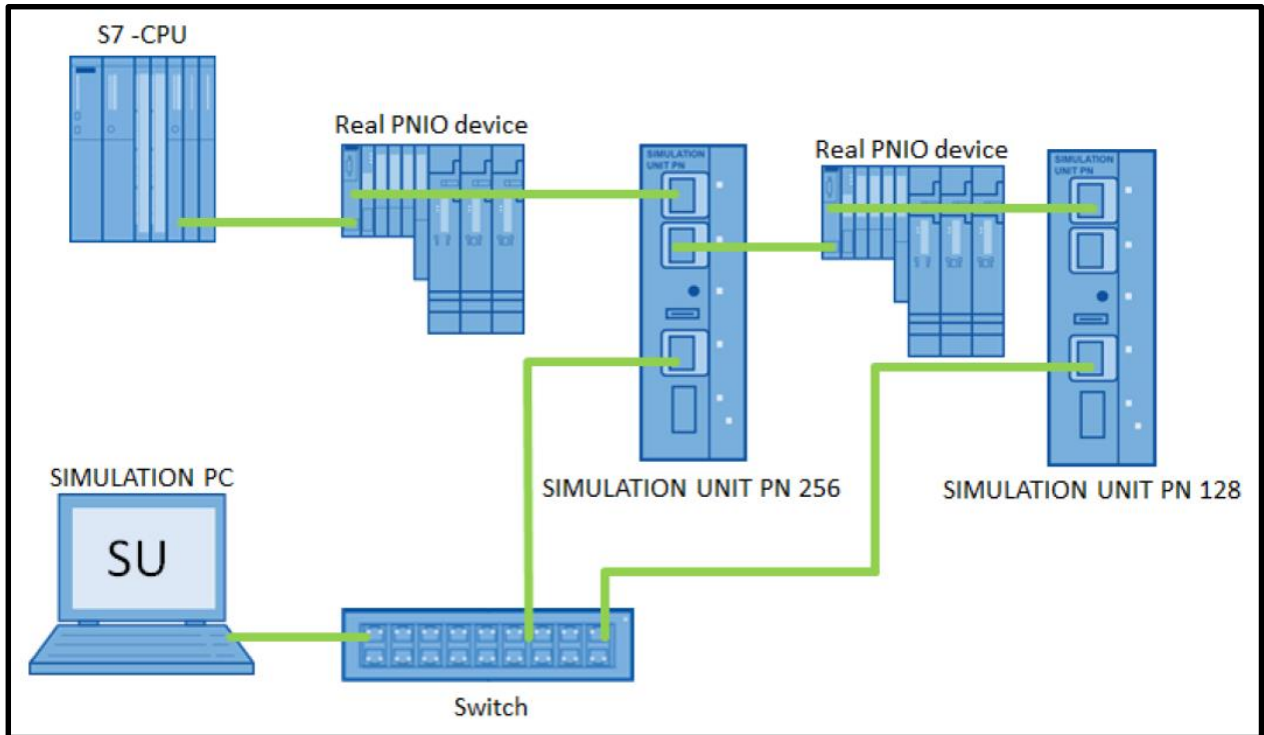 S7 -CPU
Real PNIO device
SIMULATION
UNIT PN
Real PNIO device
SIMULATION
UNIT PN
SIMULATION PC
SU
SIMULATION UNIT PN 256
SIMULATION UNIT PN 128
Switch